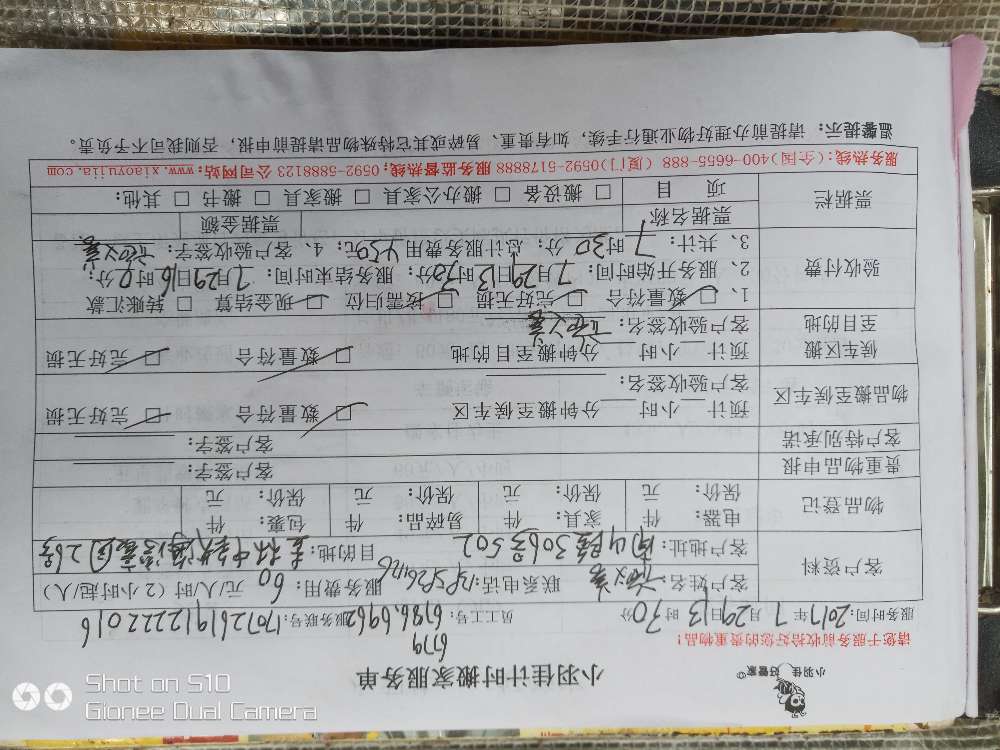 小羽佳 好管家
小羽佳计时搬家服务单
请您于服务前收拾好您的贵重物品！
服务时间：2017年7月29日13时30分 员工工号：6186.6962 服务联号：1707261912222016
6179
客户资料
客户姓名： 联系电话： 服务费用：60元/人/时（2小时起/人）
客户地址： 306号502 目的地：
物品登记
电器： 件 家具： 件 易碎品： 件 包裹： 件
保价： 元 保价： 元 保价： 元 保价： 元
贵重物品申报 客户签字：
客户特别承诺 客户签字：
物品搬至候车区
预计 小时 分钟搬至候车区 □ 数量符合 □ 完好无损
客户验收签名：
候车区搬至目的地
预计 小时 分钟搬至目的地 □ 数量符合 □ 完好无损
客户验收签名：
验收付费
1、□ 数量符合 □ 完好无损 □ 按需归位 □ 现金结算 □ 转账汇款
2、服务开始时间：7月29日13时30分；服务结束时间：7月29日16时0分；
3、共计：7时30分；总计服务费用450元；4、客户验收签字：
票据栏
票据名称 票据金额
项目 □ 搬设备 □ 搬办公家具 □ 搬家具 □ 搬书 □ 其他：
服务热线：（全国）400-6655-888（厦门）0592-5178888 服务监督热线：0592-5888123 公司网站：www.xiaoyujia.com
温馨提示：请提前办理好物业通行手续，如有贵重、易碎或其它特殊物品请提前申报，否则我司不予负责。
Shot on S10
Gionee Dual Camera